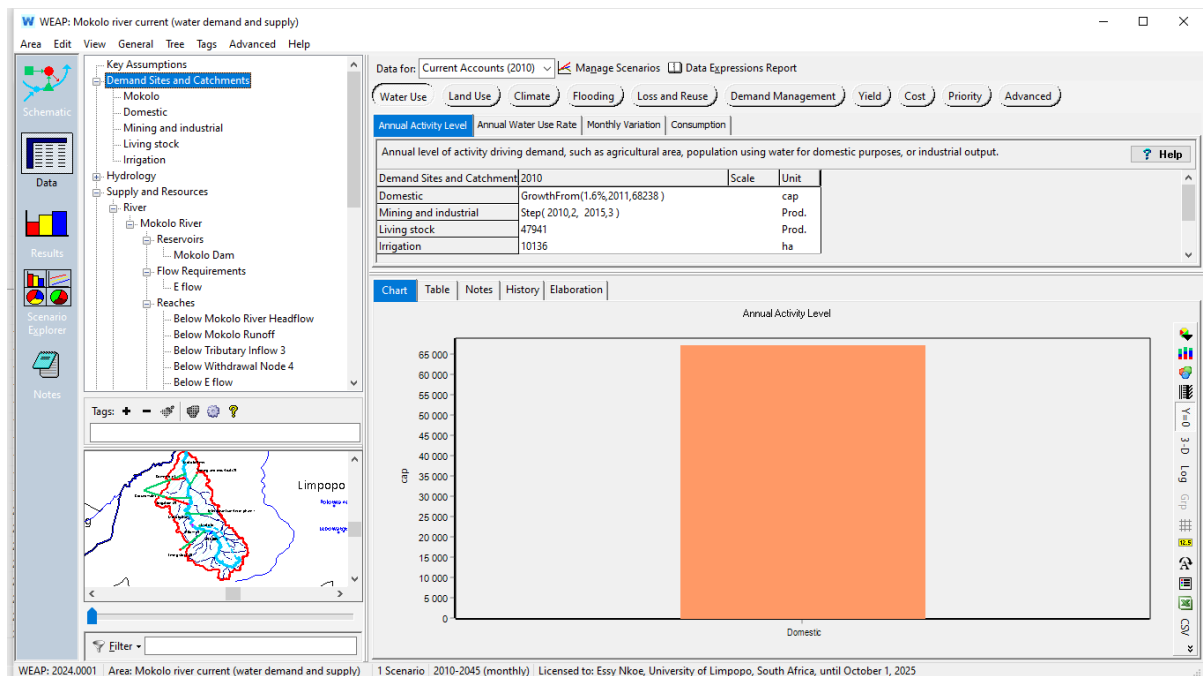 WEAP: Mokolo river current (water demand and supply)
Area Edit View General Tree Tags Advanced Help
Schematic
Data
Results
Scenario
Explorer
Notes
Key Assumptions
Demand Sites and Catchments
Mokolo
Domestic
Mining and industrial
Living stock
Irrigation
Hydrology
Supply and Resources
River
Mokolo River
Reservoirs
Mokolo Dam
Flow Requirements
E flow
Reaches
Below Mokolo River Headflow
Below Mokolo Runoff
Below Tributary Inflow 3
Below Withdrawal Node 4
Below E flow
Tags:
Limpopo
Filter
Data for: Current Accounts (2010) Manage Scenarios Data Expressions Report
Water Use Land Use Climate Flooding Loss and Reuse Demand Management Yield Cost Priority Advanced
Annual Activity Level Annual Water Use Rate Monthly Variation Consumption
Annual level of activity driving demand, such as agricultural area, population using water for domestic purposes, or industrial output.
? Help
Demand Sites and Catchment 2010 Scale Unit
Domestic GrowthFrom(1.6%,2011,68238 ) cap
Mining and industrial Step( 2010,2, 2015,3 ) Prod.
Living stock 47941 Prod.
Irrigation 10136 ha
Chart Table Notes History Elaboration
Annual Activity Level
65 000
60 000
55 000
50 000
45 000
40 000
35 000
30 000
25 000
20 000
15 000
10 000
5 000
0
cap
Domestic
Y=0
3-D
Log
Grp
12.5
CSV
WEAP: 2024.0001 Area: Mokolo river current (water demand and supply) 1 Scenario 2010-2045 (monthly) Licensed to: Essy Nkoe, University of Limpopo, South Africa, until October 1, 2025